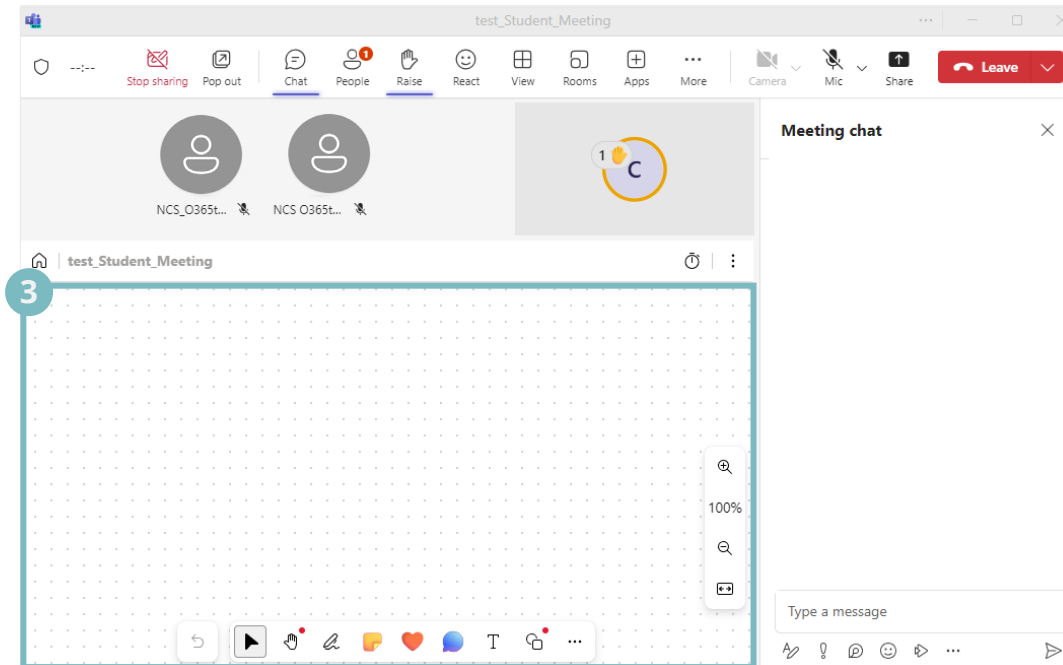 test_Student_Meeting
--:--
Stop sharing
Pop out
Chat
People
1
Raise
React
View
Rooms
Apps
More
Camera
Mic
Share
Leave
1
C
NCS_O365t...
NCS O365t...
Meeting chat
test_Student_Meeting
3
100%
T
Type a message